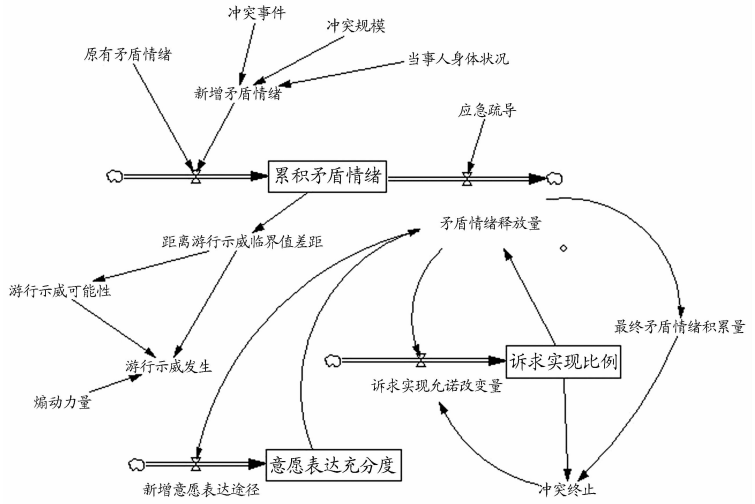 冲突事件
冲突规模
原有矛盾情绪
当事人身体状况
新增矛盾情绪
应急疏导
累积矛盾情绪
矛盾情绪释放量
距离游行示威临界值差距
游行示威可能性
最终矛盾情绪积累量
游行示威发生
诉求实现比例
诉求实现允诺改变量
煽动力量
意愿表达充分度
新增意愿表达途径
冲突终止